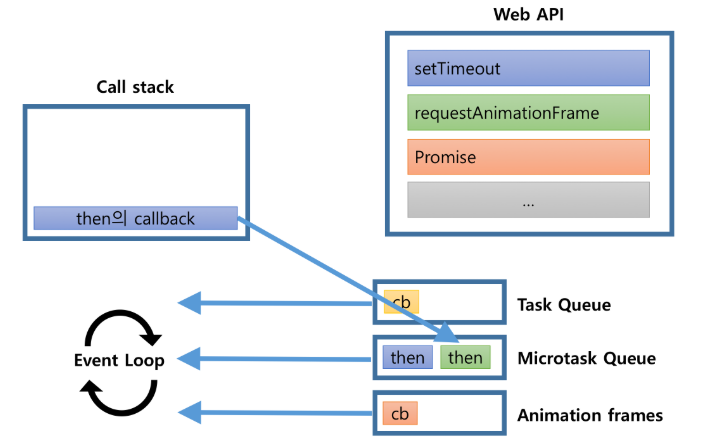 Web API
setTimeout
requestAnimationFrame
Promise
...
Call stack
then의 callback
cb
Task Queue
then then
Microtask Queue
cb
Animation frames
Event Loop